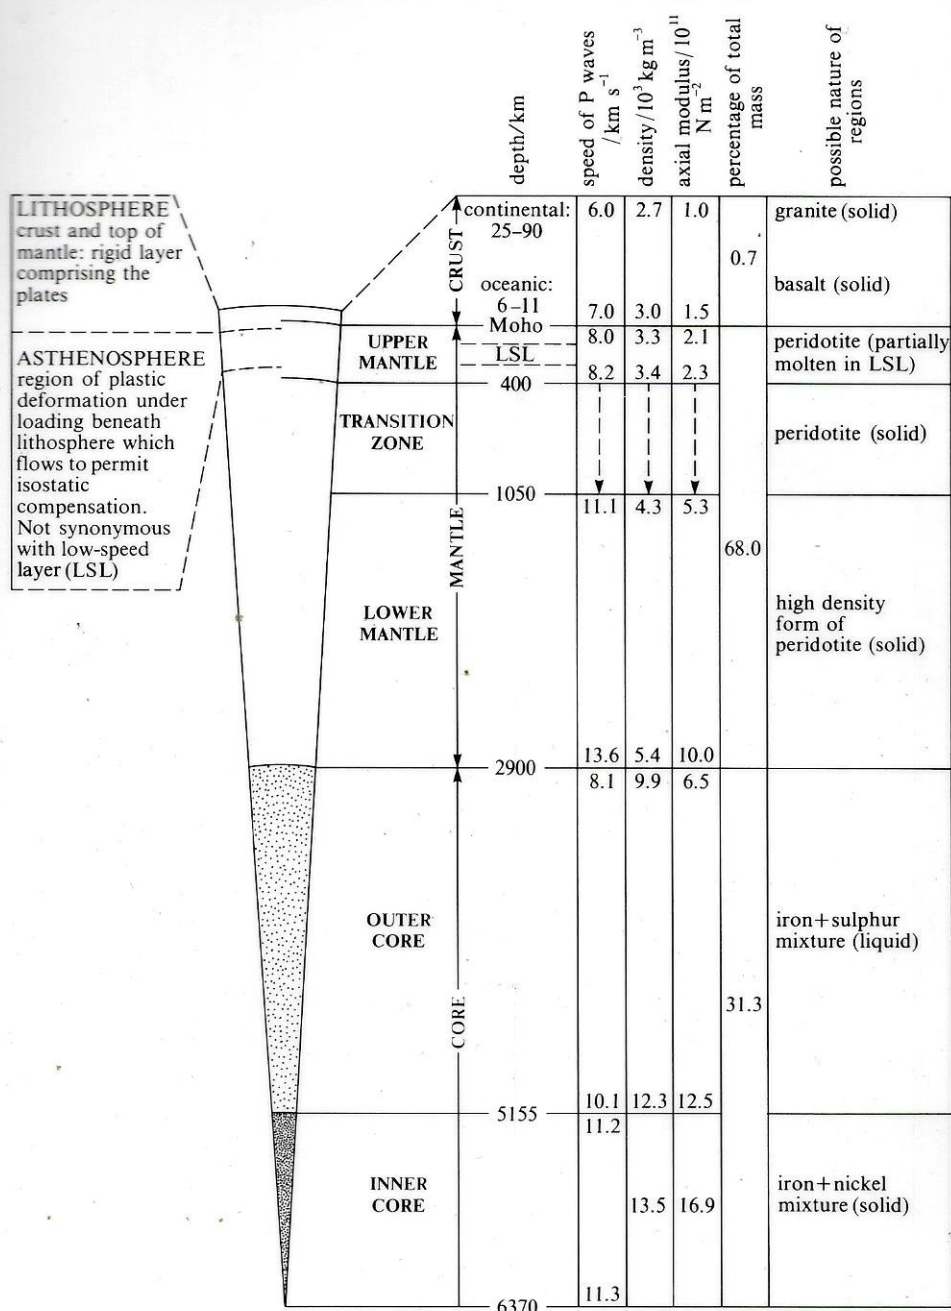 depth/km
speed of P waves
/km s⁻¹
density/10³ kg m⁻³
axial modulus/10¹¹
N m⁻²
percentage of total
mass
possible nature of
regions
LITHOSPHERE
crust and top of
mantle: rigid layer
comprising the
plates
ASTHENOSPHERE
region of plastic
deformation under
loading beneath
lithosphere which
flows to permit
isostatic
compensation.
Not synonymous
with low-speed
layer (LSL)
CRUST
continental:
25–90
6.0 2.7 1.0
granite (solid)
0.7
oceanic:
6–11
7.0 3.0 1.5
basalt (solid)
Moho
MANTLE
UPPER
MANTLE
8.0 3.3 2.1
LSL
peridotite (partially
molten in LSL)
8.2 3.4 2.3
400
TRANSITION
ZONE
peridotite (solid)
1050
11.1 4.3 5.3
68.0
LOWER
MANTLE
high density
form of
peridotite (solid)
13.6 5.4 10.0
2900
CORE
8.1 9.9 6.5
OUTER
CORE
iron+sulphur
mixture (liquid)
31.3
10.1 12.3 12.5
5155
11.2
INNER
CORE
13.5 16.9
iron+nickel
mixture (solid)
11.3
6370